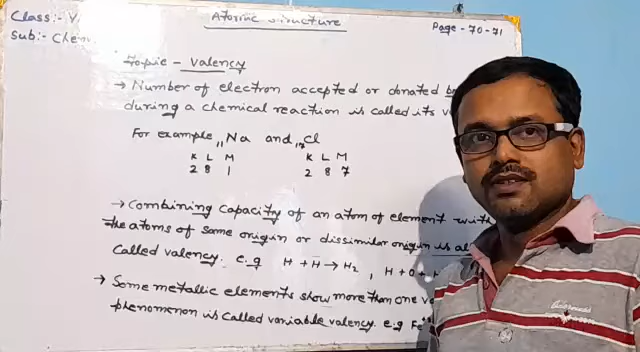 Class:- V
Atomic structure
Page - 70-71
Sub:- Chem
Topic - Valency
→ Number of electron accepted or donated
during a chemical reaction is called its
For example, 11Na and 17Cl
K L M K L M
2 8 1 2 8 7
→ Combining Capacity of an atom of element with
the atoms of same origin or dissimilar origin is
Called valency. e.g H + H → H2, H + O +
→ Some metallic elements show more than one
phenomenon is called variable valency. e.g Fe